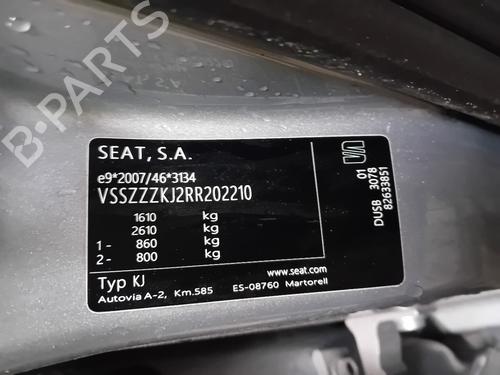 B-PARTS
SEAT, S.A.
e9*2007/46*3134
VSSZZZKJ2RR202210
1610 kg
2610 kg
1- 860 kg
2- 800 kg
Typ KJ
www.seat.com
Autovia A-2, Km.585 ES-08760 Martorell
01
DUSB 3078
82633851